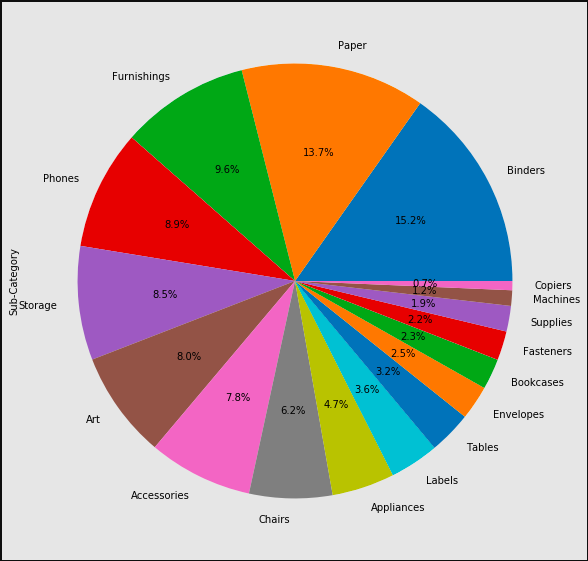 Paper
Furnishings
13.7%
Binders
9.6%
Phones
8.9%
15.2%
Sub-Category
Storage
8.5%
0.7%
Copiers
1.2%
Machines
1.9%
Supplies
2.2%
Fasteners
2.3%
Bookcases
2.5%
Envelopes
3.2%
Tables
3.6%
Labels
4.7%
Appliances
6.2%
Chairs
7.8%
Accessories
8.0%
Art